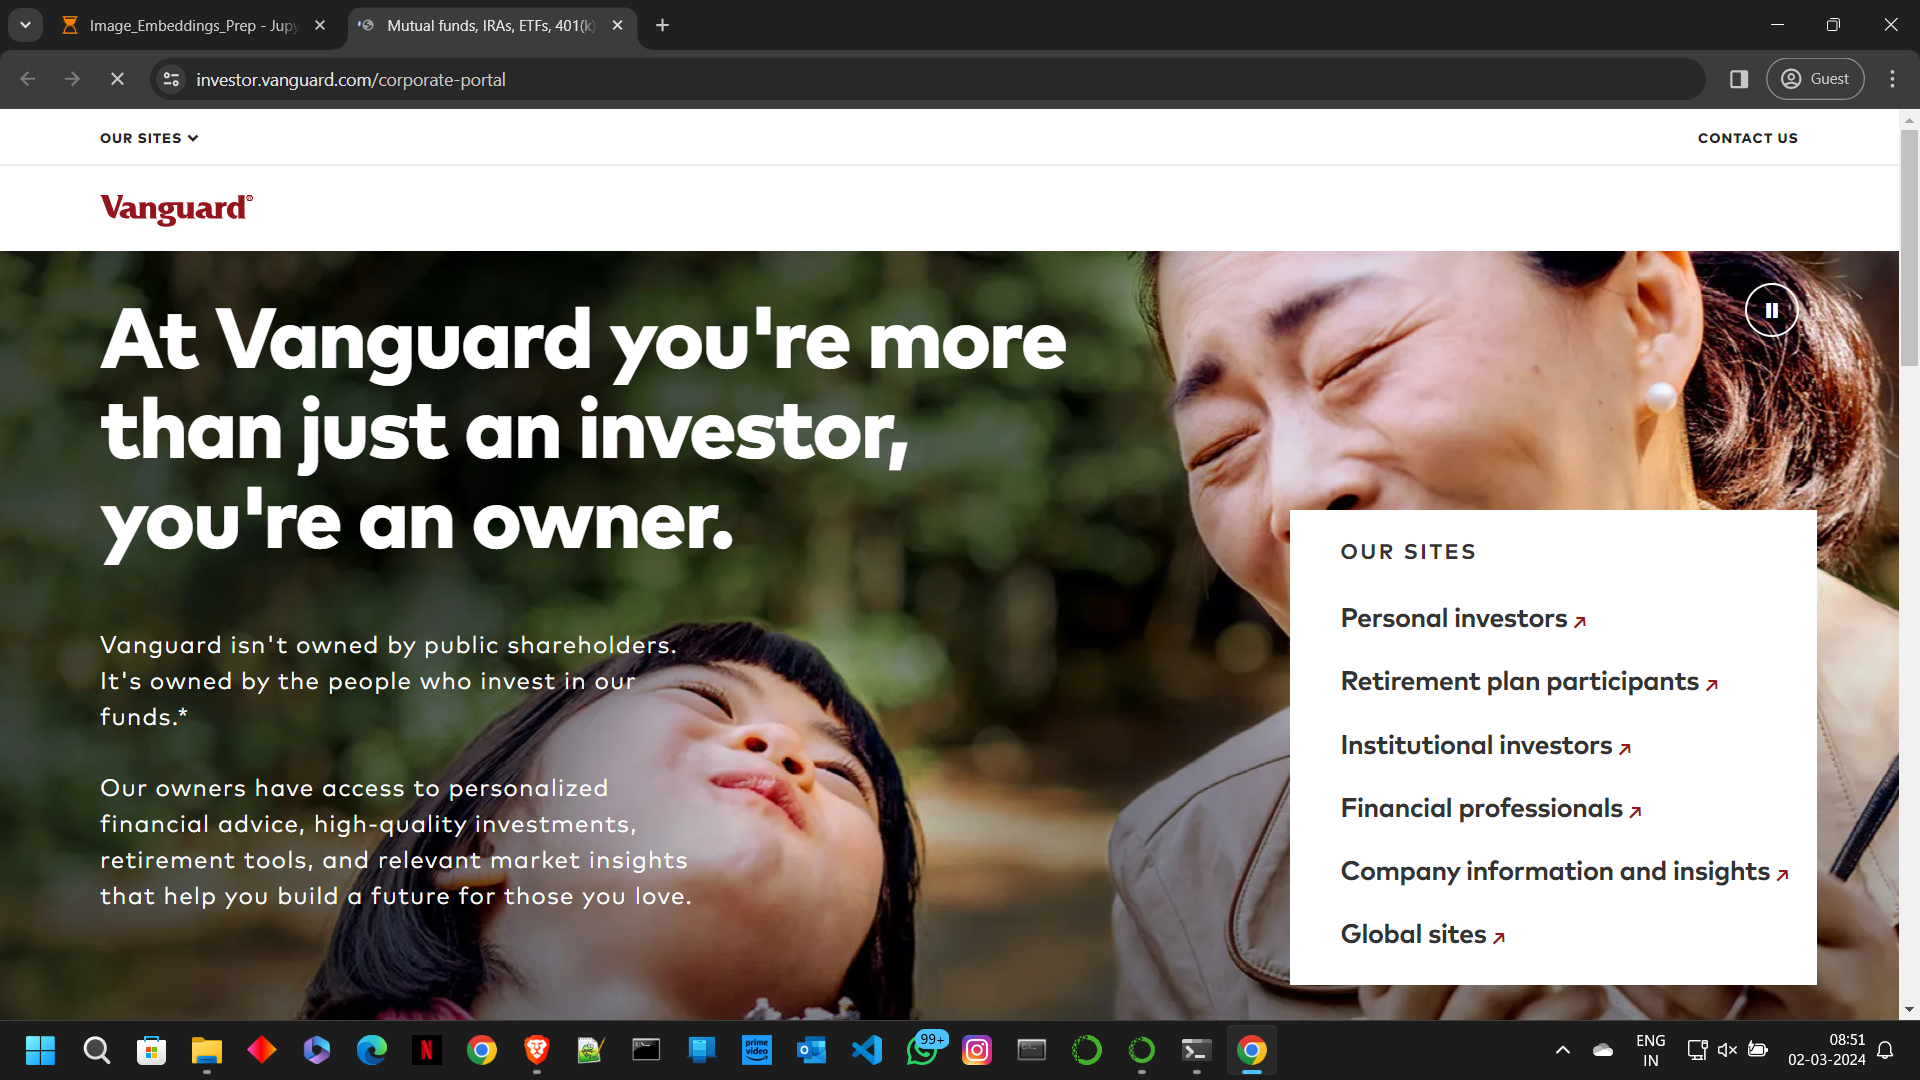 Image_Embeddings_Prep - Jupy
Mutual funds, IRAs, ETFs, 401(k)
investor.vanguard.com/corporate-portal
Guest
OUR SITES
CONTACT US
Vanguard®
At Vanguard you're more
than just an investor,
you're an owner.
Vanguard isn't owned by public shareholders.
It's owned by the people who invest in our
funds.*
Our owners have access to personalized
financial advice, high-quality investments,
retirement tools, and relevant market insights
that help you build a future for those you love.
OUR SITES
Personal investors
Retirement plan participants
Institutional investors
Financial professionals
Company information and insights
Global sites
N
prime
video
99+
ENG
IN
08:51
02-03-2024